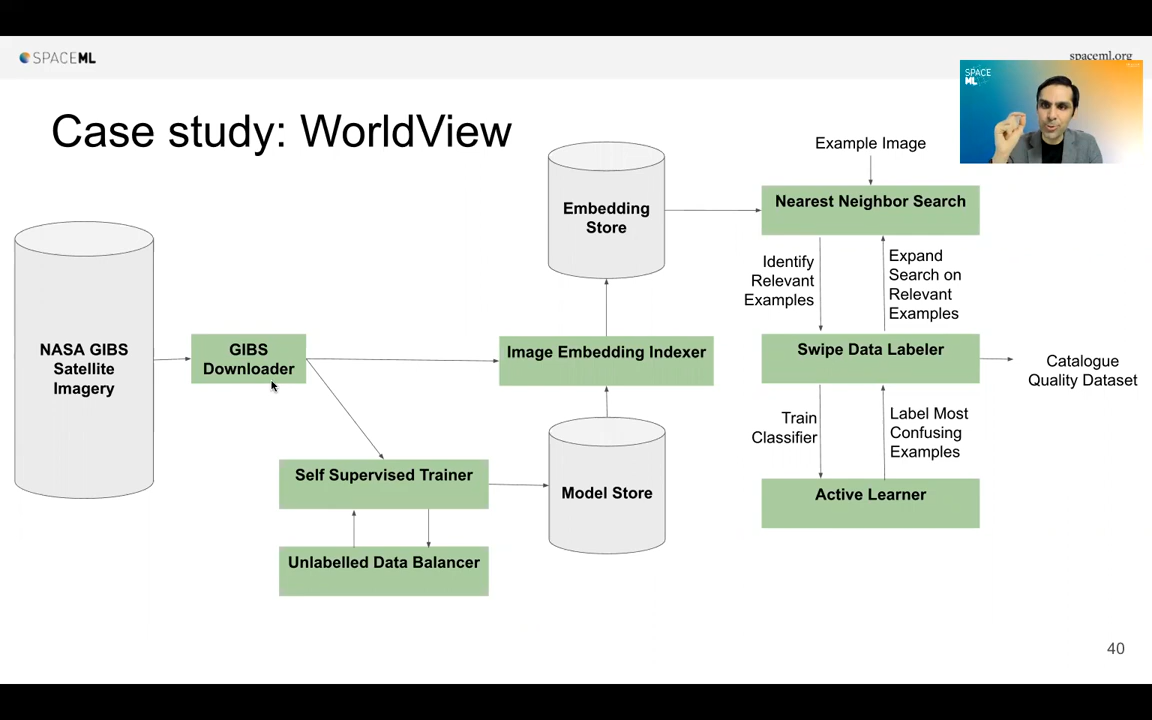 SPACEML
spaceml.org
SPACE
ML
Case study: WorldView
Example Image
Nearest Neighbor Search
Embedding
Store
Identify
Relevant
Examples
Expand
Search on
Relevant
Examples
NASA GIBS
Satellite
Imagery
GIBS
Downloader
Image Embedding Indexer
Swipe Data Labeler
Catalogue
Quality Dataset
Train
Classifier
Label Most
Confusing
Examples
Self Supervised Trainer
Model Store
Active Learner
Unlabelled Data Balancer
40